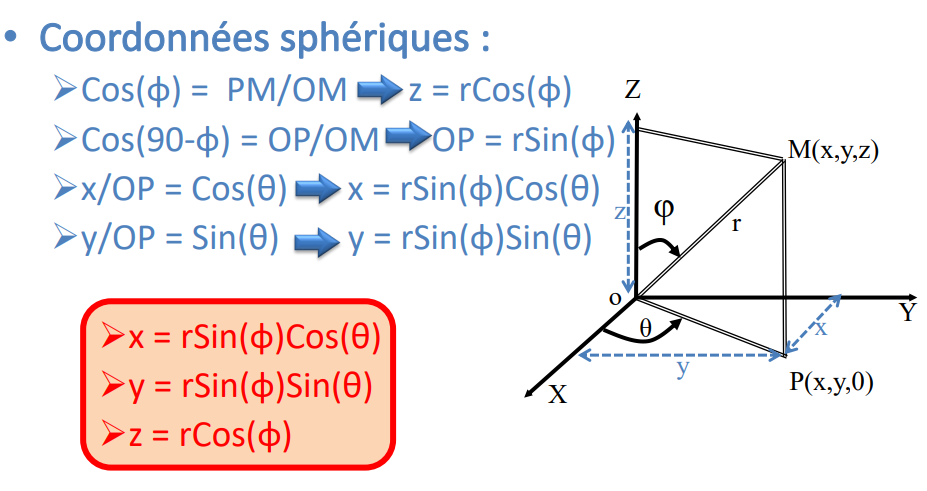 • Coordonnées sphériques :
➢Cos(ϕ) = PM/OM ➡ z = rCos(ϕ)
➢Cos(90-ϕ) = OP/OM ➡ OP = rSin(ϕ)
➢x/OP = Cos(θ) ➡ x = rSin(ϕ)Cos(θ)
➢y/OP = Sin(θ) ➡ y = rSin(ϕ)Sin(θ)
➢x = rSin(ϕ)Cos(θ)
➢y = rSin(ϕ)Sin(θ)
➢z = rCos(ϕ)
Z
M(x,y,z)
z
φ
r
o
Y
θ
x
y
X
P(x,y,0)